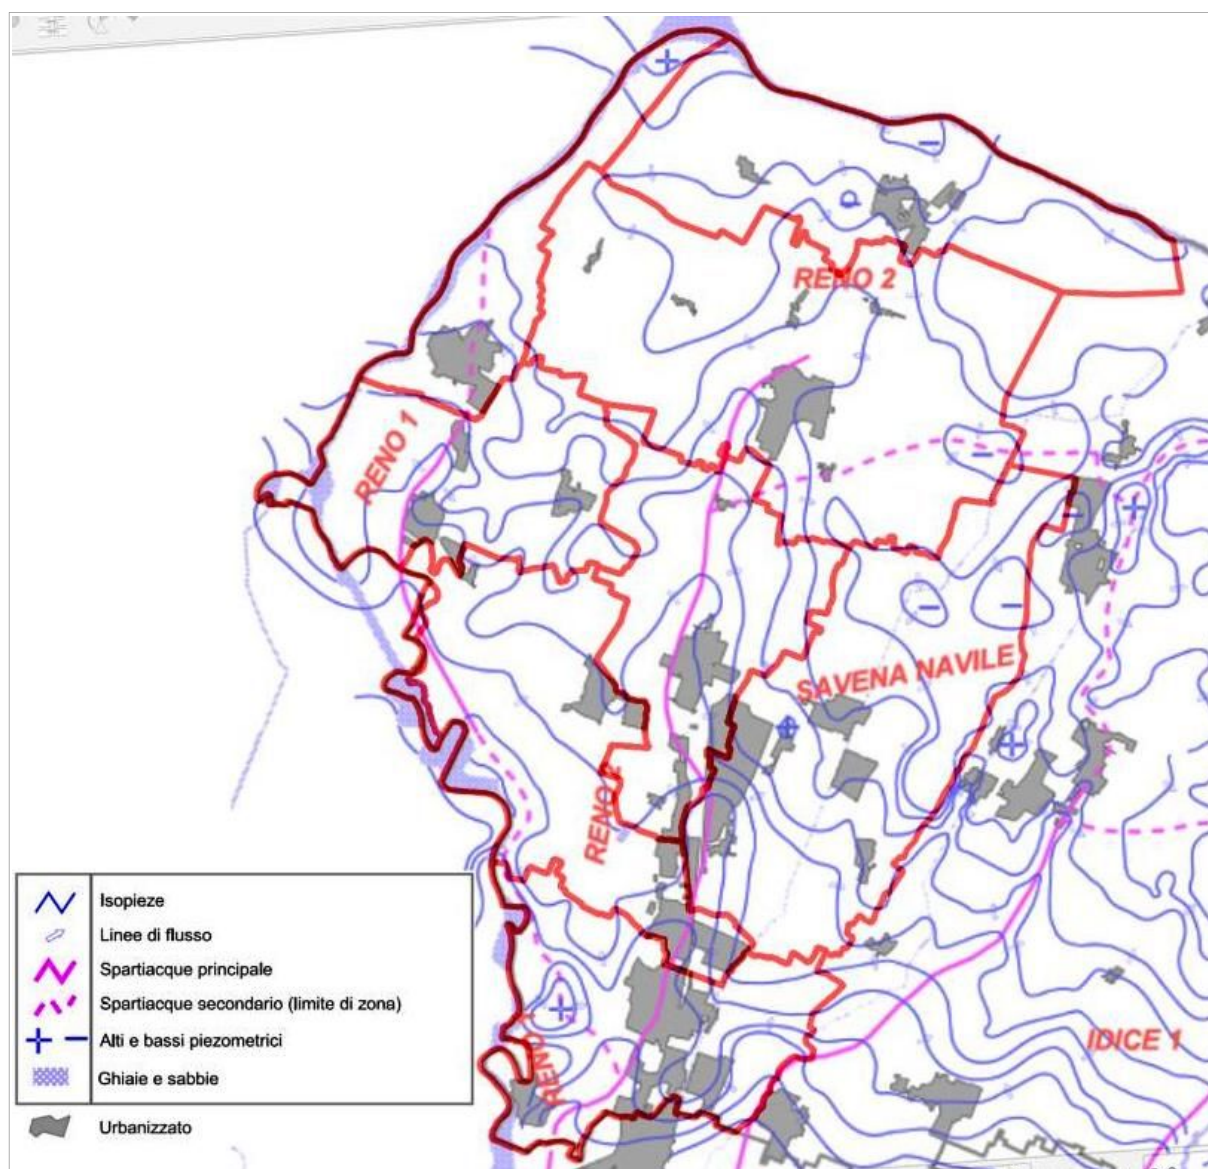 RENO 2
RENO 1
SAVENA NAVILE
RENO
IDICE 1
RENO
Isopieze
Linee di flusso
Spartiacque principale
Spartiacque secondario (limite di zona)
Alti e bassi piezometrici
Ghiaie e sabbie
Urbanizzato